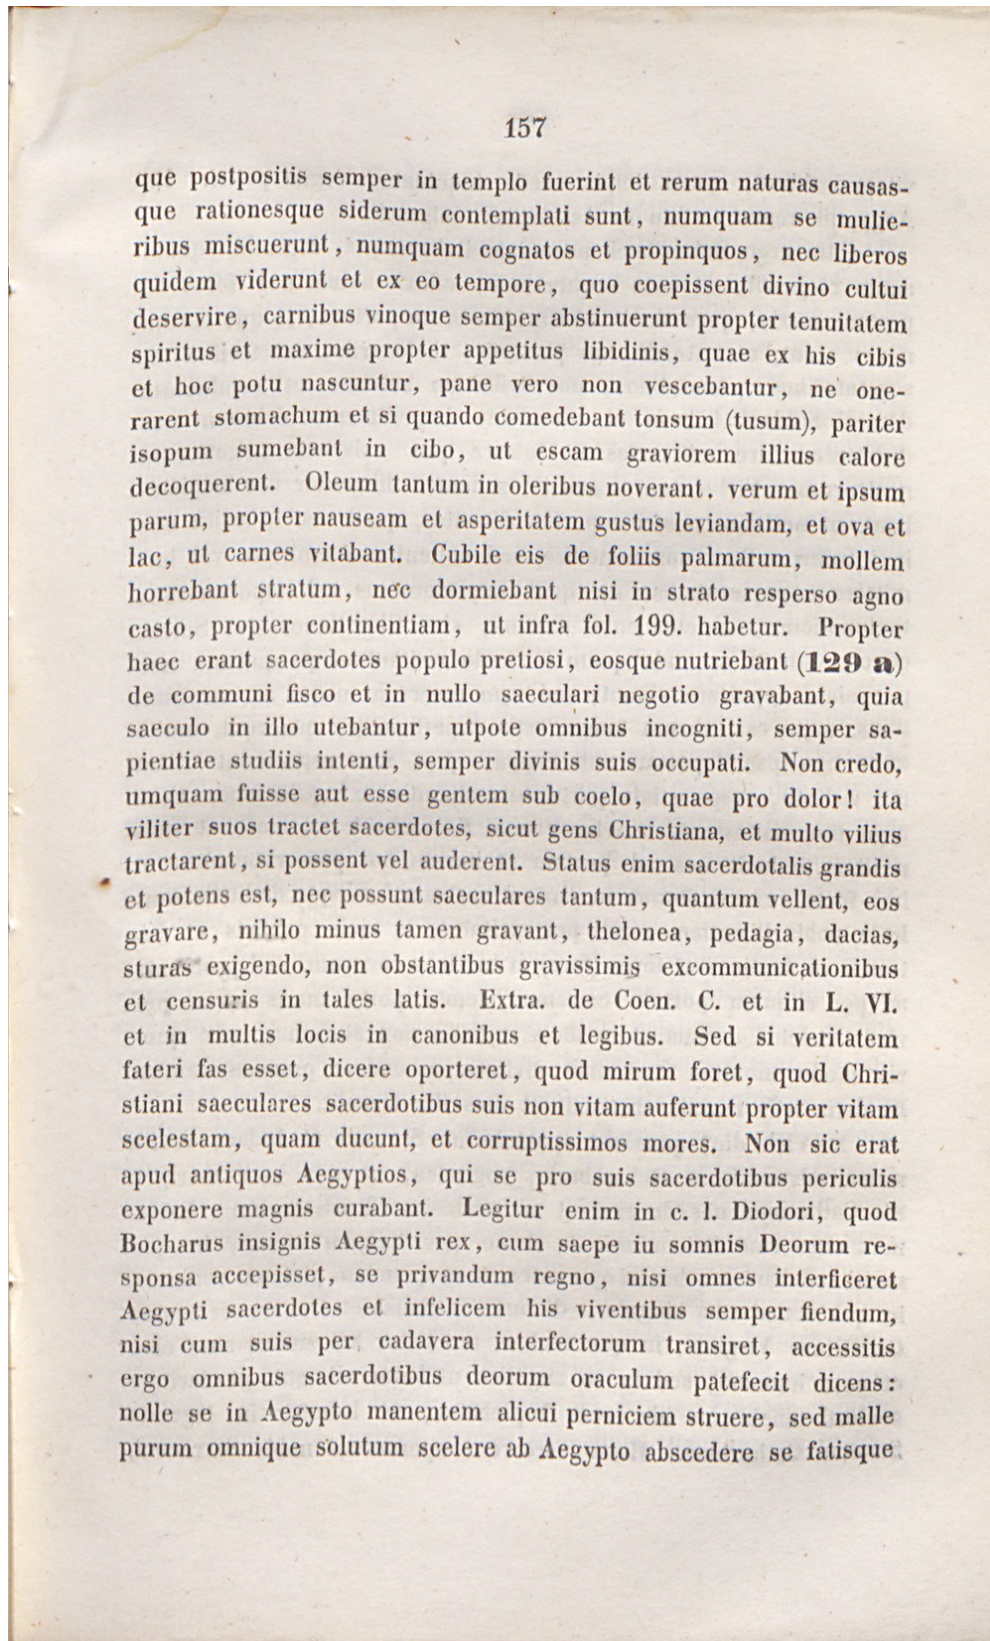 157
que postpositis semper in templo fuerint et rerum naturas causas-
que rationesque siderum contemplati sunt, numquam se mulie-
ribus miscuerunt, numquam cognatos et propinquos, nec liberos
quidem viderunt et ex eo tempore, quo coepissent divino cultui
deservire, carnibus vinoque semper abstinuerunt propter tenuitatem
spiritus et maxime propter appetitus libidinis, quae ex his cibis
et hoc potu nascuntur, pane vero non vescebantur, ne one-
rarent stomachum et si quando comedebant tonsum (tusum), pariter
isopum sumebant in cibo, ut escam graviorem illius calore
decoquerent. Oleum tantum in oleribus noverant. verum et ipsum
parum, propter nauseam et asperitatem gustus leviandam, et ova et
lac, ut carnes vitabant. Cubile eis de foliis palmarum, mollem
horrebant stratum, nec dormiebant nisi in strato resperso agno
casto, propter continentiam, ut infra fol. 199. habetur. Propter
haec erant sacerdotes populo pretiosi, eosque nutriebant (129 a)
de communi fisco et in nullo saeculari negotio gravabant, quia
saeculo in illo utebantur, utpote omnibus incogniti, semper sa-
pientiae studiis intenti, semper divinis suis occupati. Non credo,
umquam fuisse aut esse gentem sub coelo, quae pro dolor! ita
viliter suos tractet sacerdotes, sicut gens Christiana, et multo vilius
tractarent, si possent vel auderent. Status enim sacerdotalis grandis
et potens est, nec possunt saeculares tantum, quantum vellent, eos
gravare, nihilo minus tamen gravant, thelonea, pedagia, dacias,
sturas exigendo, non obstantibus gravissimis excommunicationibus
et censuris in tales latis. Extra. de Coen. C. et in L. VI.
et in multis locis in canonibus et legibus. Sed si veritatem
fateri fas esset, dicere oporteret, quod mirum foret, quod Chri-
stiani saeculares sacerdotibus suis non vitam auferunt propter vitam
scelestam, quam ducunt, et corruptissimos mores. Non sic erat
apud antiquos Aegyptios, qui se pro suis sacerdotibus periculis
exponere magnis curabant. Legitur enim in c. l. Diodori, quod
Bocharus insignis Aegypti rex, cum saepe iu somnis Deorum re-
sponsa accepisset, se privandum regno, nisi omnes interficeret
Aegypti sacerdotes et infelicem his viventibus semper fiendum,
nisi cum suis per cadavera interfectorum transiret, accessitis
ergo omnibus sacerdotibus deorum oraculum patefecit dicens:
nolle se in Aegypto manentem alicui perniciem struere, sed malle
purum omnique solutum scelere ab Aegypto abscedere se fatisque